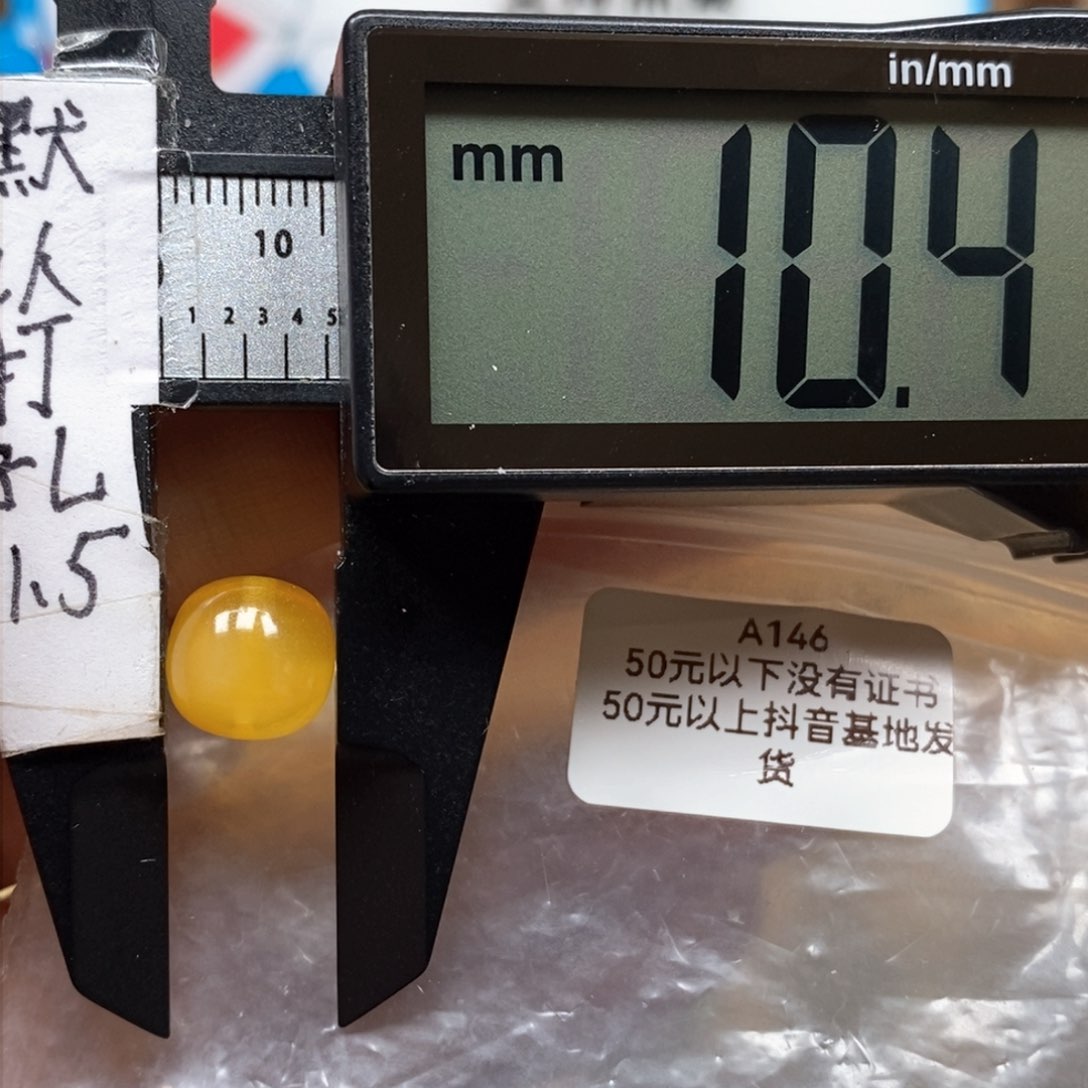 in/mm
mm 10.4
10
1 2 3 4 5
默
认
打
孔
1.5
A146
50元以下没有证书
50元以上抖音基地发
货